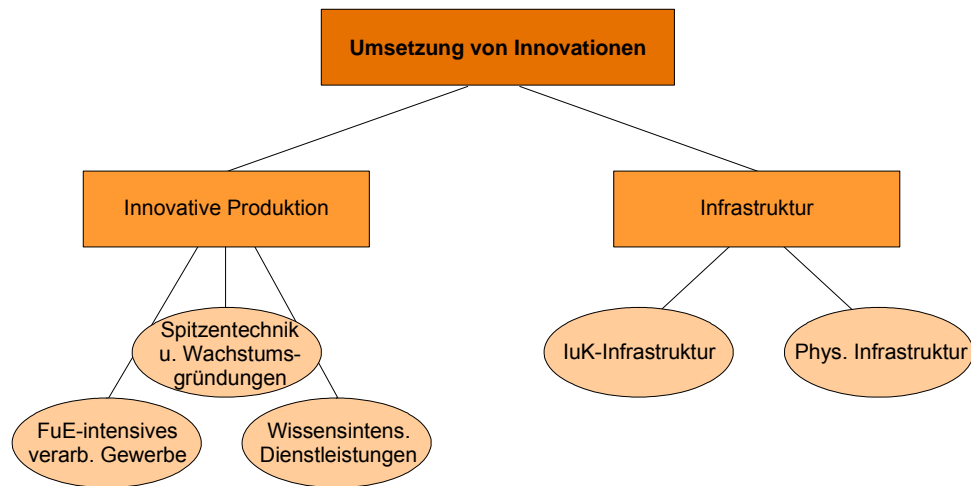 Umsetzung von Innovationen
Innovative Produktion
Infrastruktur
Spitzentechnik
u. Wachstums-
gründungen
IuK-Infrastruktur
Phys. Infrastruktur
FuE-intensives
verarb. Gewerbe
Wissensintens.
Dienstleistungen